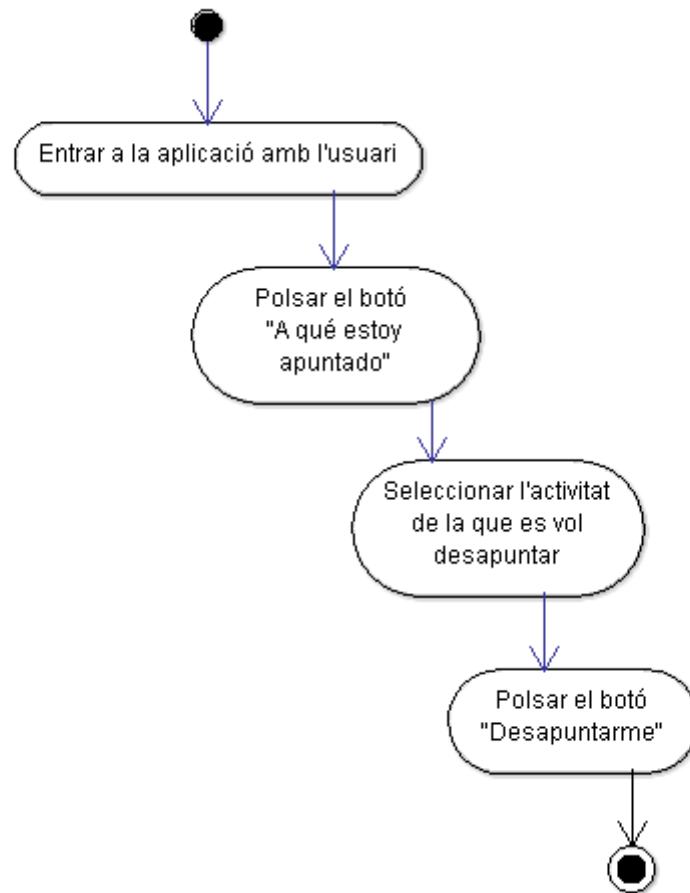 Entrar a la aplicació amb l'usuari
Polsar el botó
"A qué estoy
apuntado"
Seleccionar l'activitat
de la que es vol
desapuntar
Polsar el botó
"Desapuntarme"